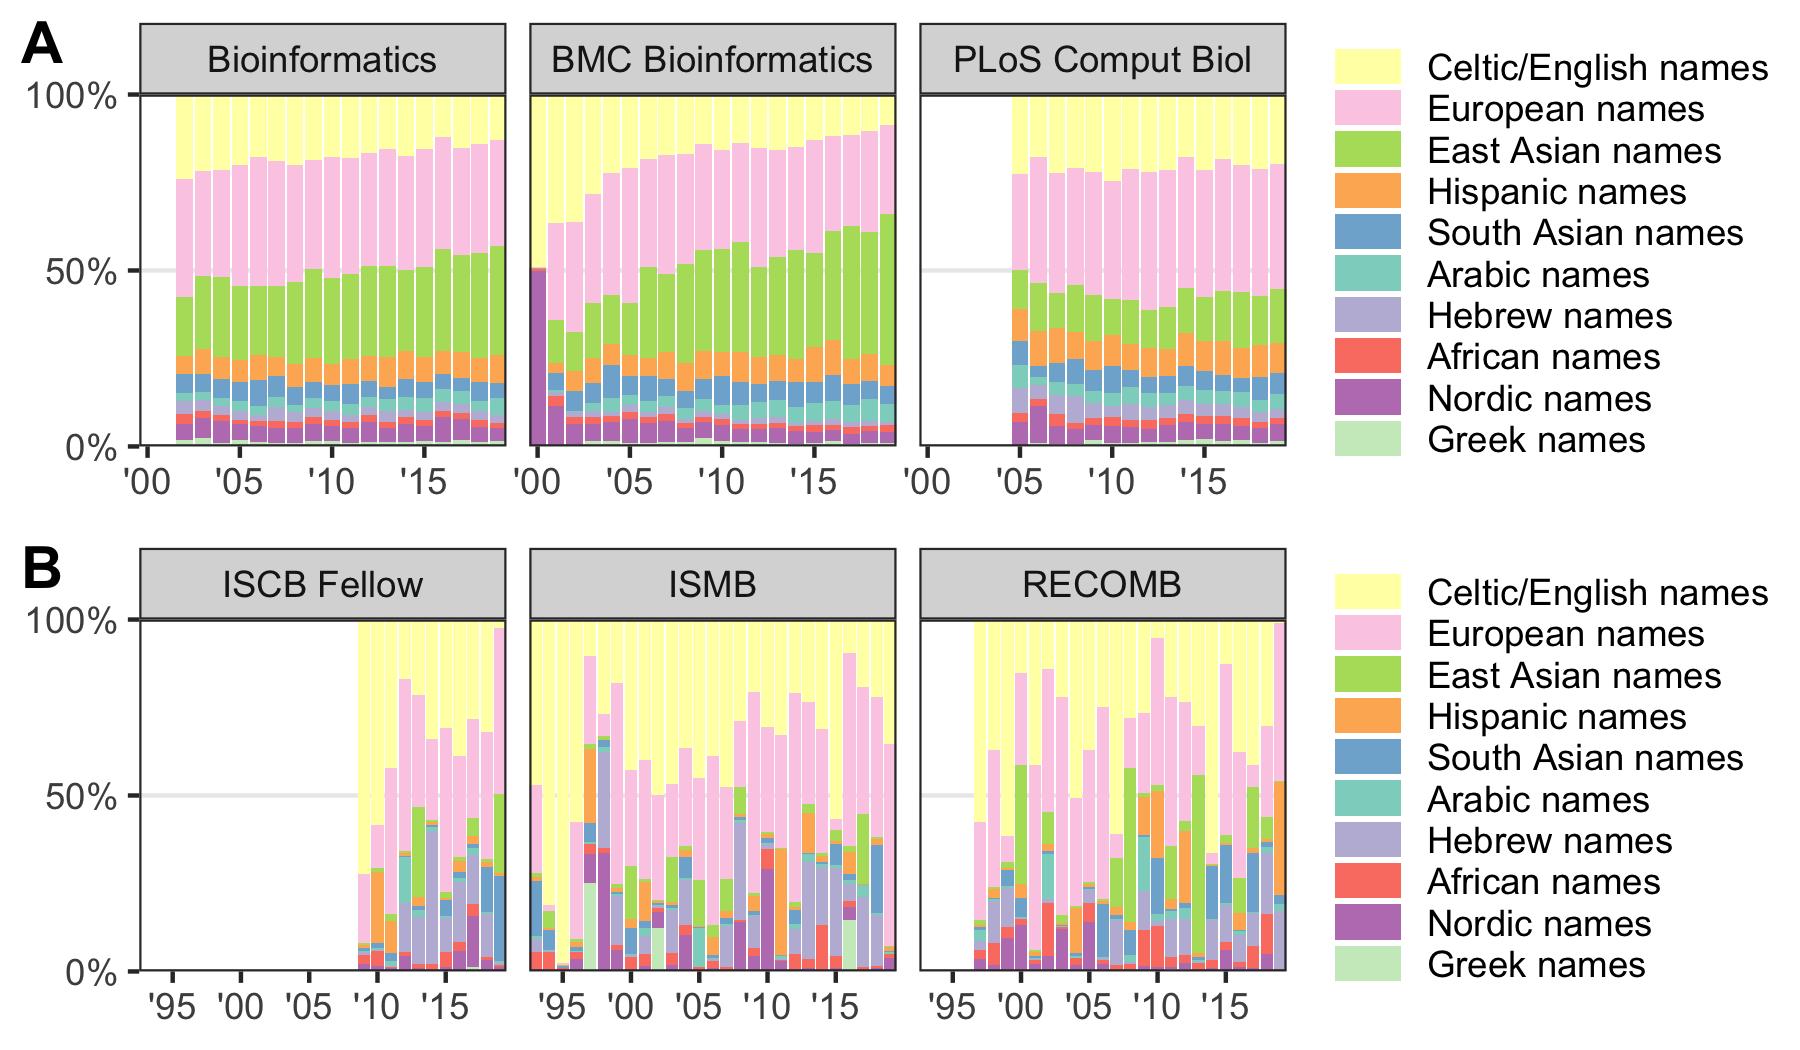 A
Bioinformatics BMC Bioinformatics PLoS Comput Biol
100%
50%
0%
'00 '05 '10 '15 '00 '05 '10 '15 '00 '05 '10 '15
Celtic/English names
European names
East Asian names
Hispanic names
South Asian names
Arabic names
Hebrew names
African names
Nordic names
Greek names
B
ISCB Fellow ISMB RECOMB
100%
50%
0%
'95 '00 '05 '10 '15 '95 '00 '05 '10 '15 '95 '00 '05 '10 '15
Celtic/English names
European names
East Asian names
Hispanic names
South Asian names
Arabic names
Hebrew names
African names
Nordic names
Greek names